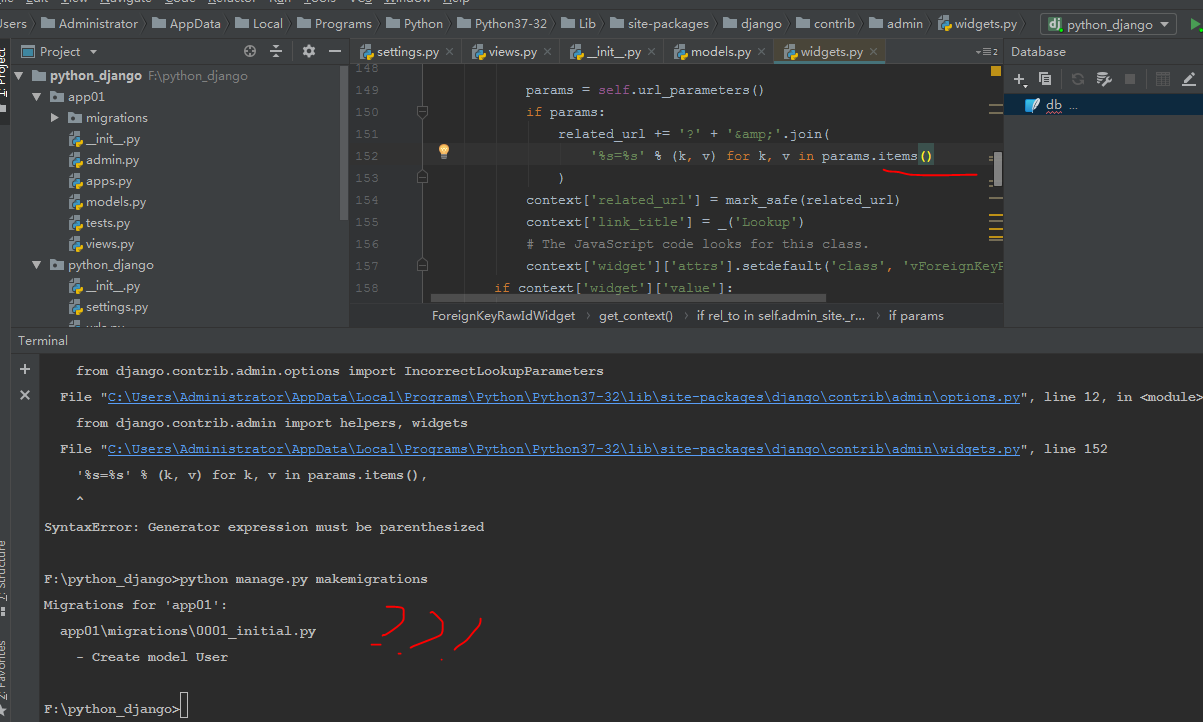 Users Administrator AppData Local Programs Python Python37-32 Lib site-packages django contrib admin widgets.py python_django
Project
settings.py
views.py
__init__.py
models.py
widgets.py
2
Database
1: Project
python_django F:\python_django
app01
migrations
__init__.py
admin.py
apps.py
models.py
tests.py
views.py
python_django
__init__.py
settings.py
urls.py
148
149 params = self.url_parameters()
150 if params:
151 related_url += '?' + '&amp;'.join(
152 '%s=%s' % (k, v) for k, v in params.items()
153 )
154 context['related_url'] = mark_safe(related_url)
155 context['link_title'] = _('Lookup')
156 # The JavaScript code looks for this class.
157 context['widget']['attrs'].setdefault('class', 'vForeignKeyR
158 if context['widget']['value']:
ForeignKeyRawIdWidget get_context() if rel_to in self.admin_site._r... if params
db ...
Terminal
from django.contrib.admin.options import IncorrectLookupParameters
File "C:\Users\Administrator\AppData\Local\Programs\Python\Python37-32\lib\site-packages\django\contrib\admin\options.py", line 12, in <module>
from django.contrib.admin import helpers, widgets
File "C:\Users\Administrator\AppData\Local\Programs\Python\Python37-32\lib\site-packages\django\contrib\admin\widgets.py", line 152
'%s=%s' % (k, v) for k, v in params.items(),
^
SyntaxError: Generator expression must be parenthesized
F:\python_django>python manage.py makemigrations
Migrations for 'app01':
app01\migrations\0001_initial.py
- Create model User
F:\python_django>
7: Structure
2: Favorites